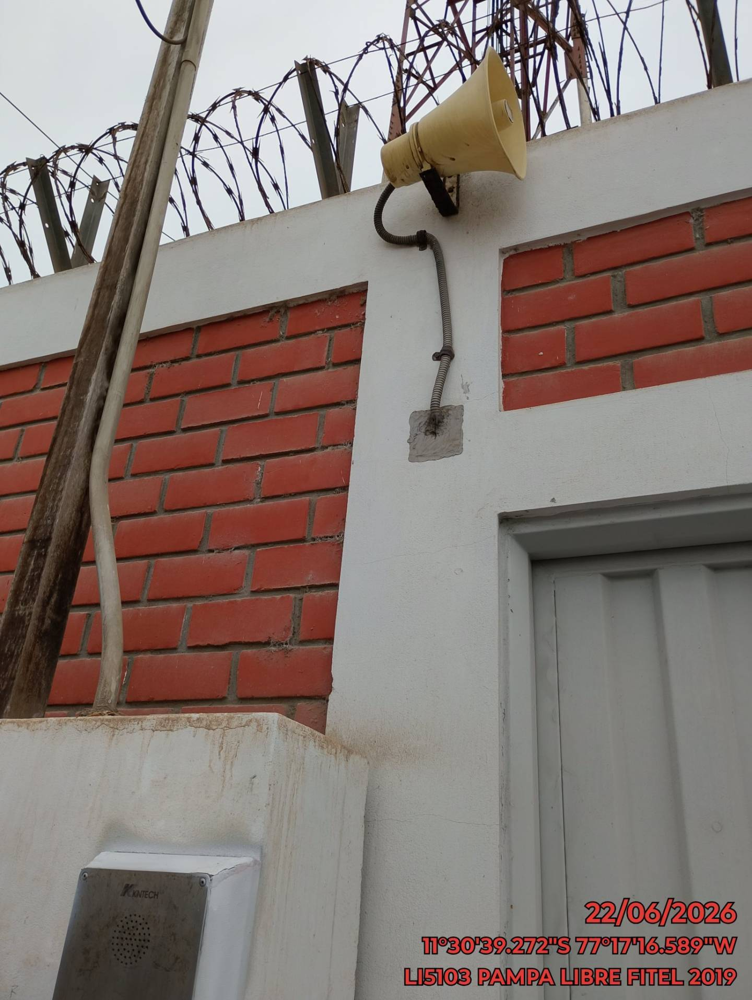 KNTECH
22/06/2026
11°30'39.272"S 77°17'16.589"W
LI5103 PAMPA LIBRE FITEL 2019